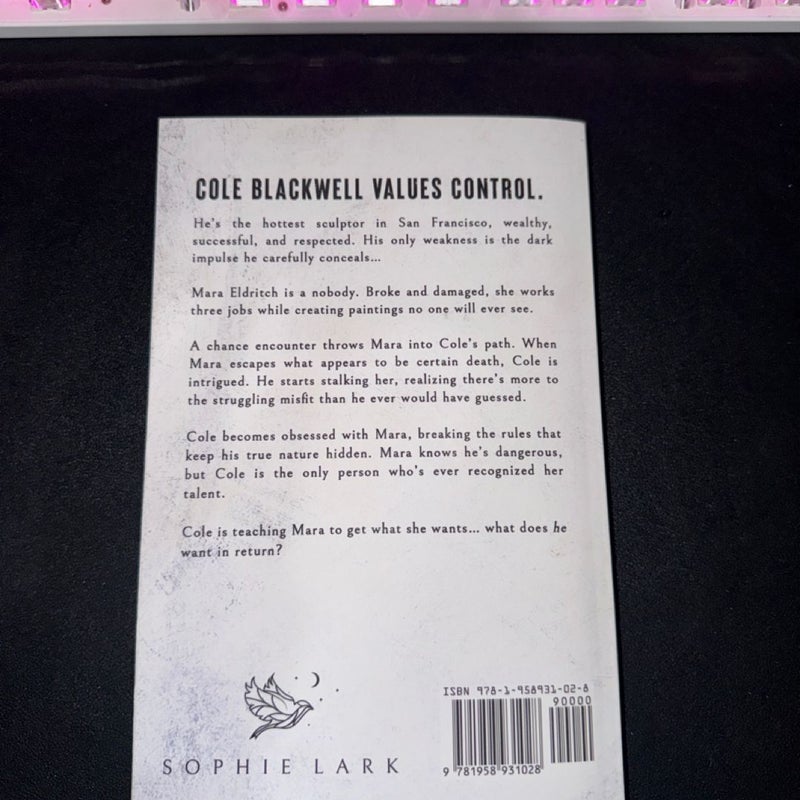 COLE BLACKWELL VALUES CONTROL.
He's the hottest sculptor in San Francisco, wealthy,
successful, and respected. His only weakness is the dark
impulse he carefully conceals...
Mara Eldritch is a nobody. Broke and damaged, she works
three jobs while creating paintings no one will ever see.
A chance encounter throws Mara into Cole's path. When
Mara escapes what appears to be certain death, Cole is
intrigued. He starts stalking her, realizing there's more to
the struggling misfit than he ever would have guessed.
Cole becomes obsessed with Mara, breaking the rules that
keep his true nature hidden. Mara knows he's dangerous,
but Cole is the only person who's ever recognized her
talent.
Cole is teaching Mara to get what she wants... what does he
want in return?
SOPHIE LARK
ISBN 978-1-958931-02-8
90000
9 781958 931028